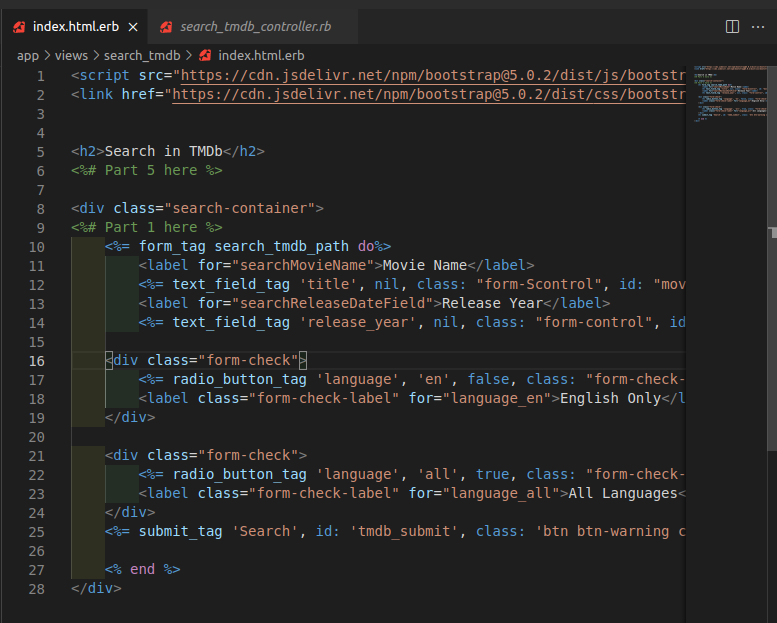 index.html.erb × search_tmdb_controller.rb
app > views > search_tmdb > index.html.erb
1 <script src="https://cdn.jsdelivr.net/npm/bootstrap@5.0.2/dist/js/bootstr
2 <link href="https://cdn.jsdelivr.net/npm/bootstrap@5.0.2/dist/css/bootstr
3
4
5 <h2>Search in TMDb</h2>
6 <%# Part 5 here %>
7
8 <div class="search-container">
9 <%# Part 1 here %>
10 <%= form_tag search_tmdb_path do%>
11 <label for="searchMovieName">Movie Name</label>
12 <%= text_field_tag 'title', nil, class: "form-Scontrol", id: "mov
13 <label for="searchReleaseDateField">Release Year</label>
14 <%= text_field_tag 'release_year', nil, class: "form-control", id
15
16 <div class="form-check">
17 <%= radio_button_tag 'language', 'en', false, class: "form-check-
18 <label class="form-check-label" for="language_en">English Only</l
19 </div>
20
21 <div class="form-check">
22 <%= radio_button_tag 'language', 'all', true, class: "form-check-
23 <label class="form-check-label" for="language_all">All Languages<
24 </div>
25 <%= submit_tag 'Search', id: 'tmdb_submit', class: 'btn btn-warning c
26
27 <% end %>
28 </div>